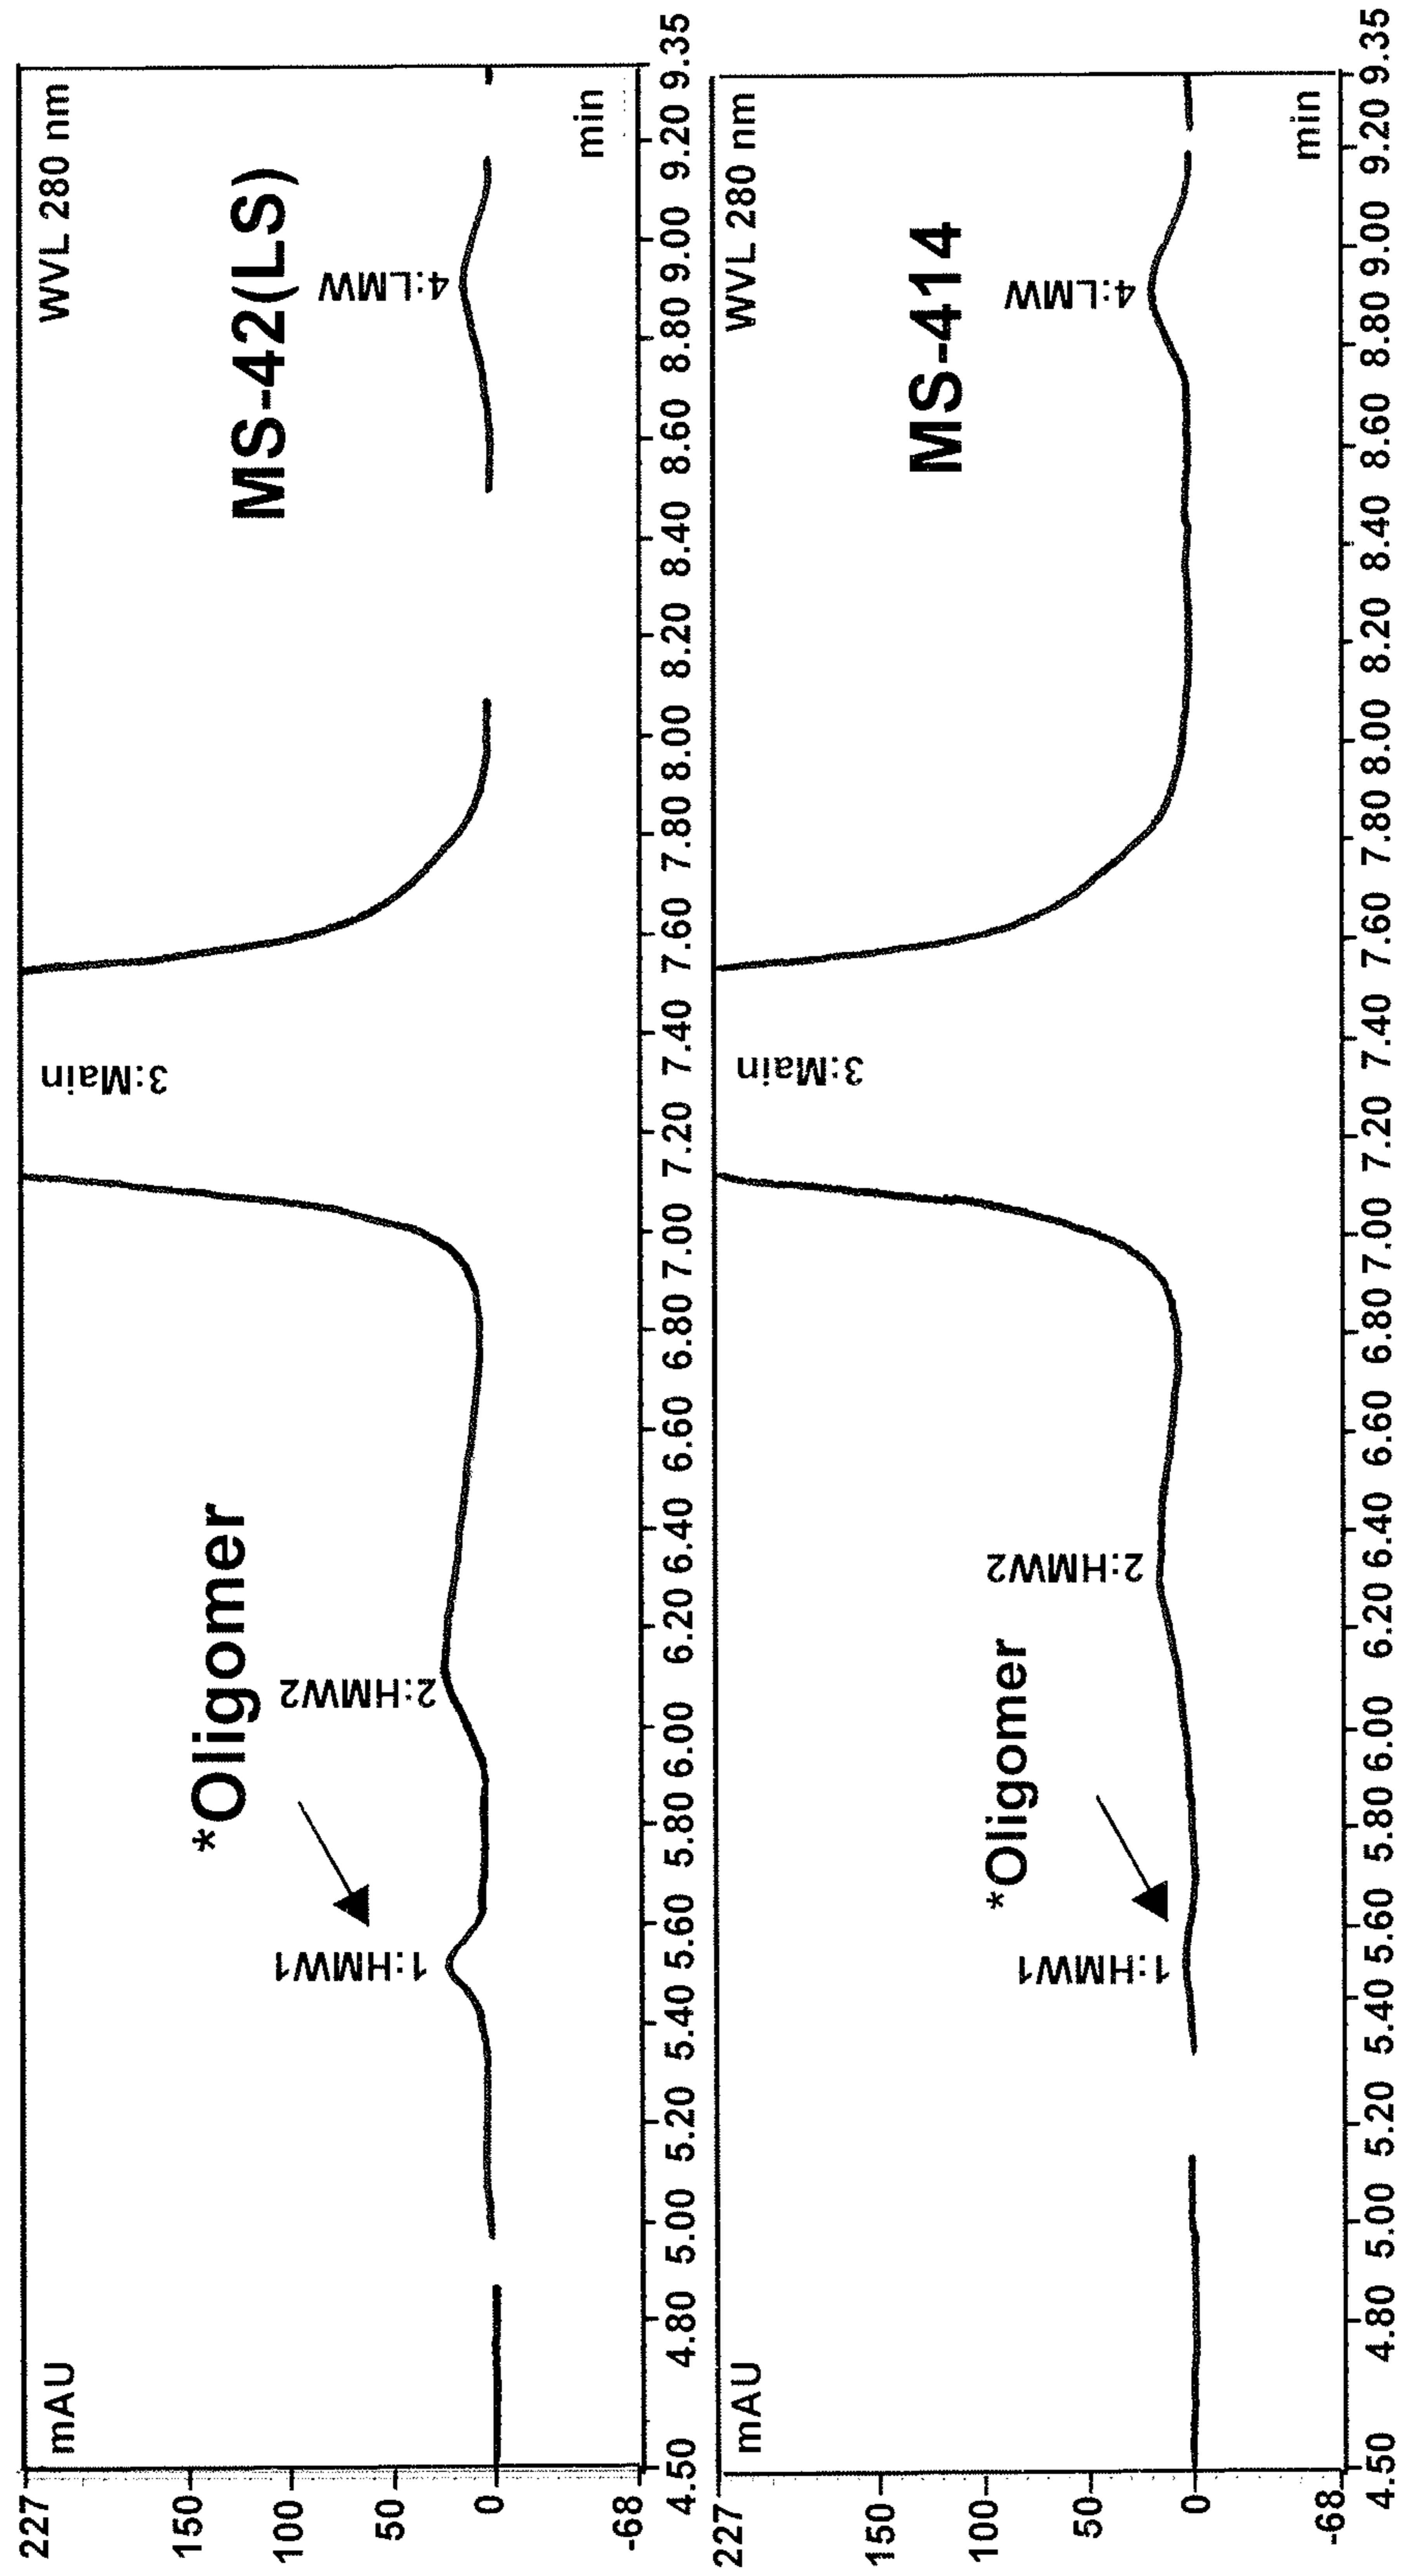 mAU
WVL 280 nm
MS-42(LS)
*Oligomer
1:HMW1
2:HMW2
3:Main
4:LMW
227
150
100
50
0
-68
min
4.50 4.80 5.00 5.20 5.40 5.60 5.80 6.00 6.20 6.40 6.60 6.80 7.00 7.20 7.40 7.60 7.80 8.00 8.20 8.40 8.60 8.80 9.00 9.20 9.35
mAU
WVL 280 nm
MS-414
*Oligomer
1:HMW1
2:HMW2
3:Main
4:LMW
227
150
100
50
0
-68
min
4.50 4.80 5.00 5.20 5.40 5.60 5.80 6.00 6.20 6.40 6.60 6.80 7.00 7.20 7.40 7.60 7.80 8.00 8.20 8.40 8.60 8.80 9.00 9.20 9.35